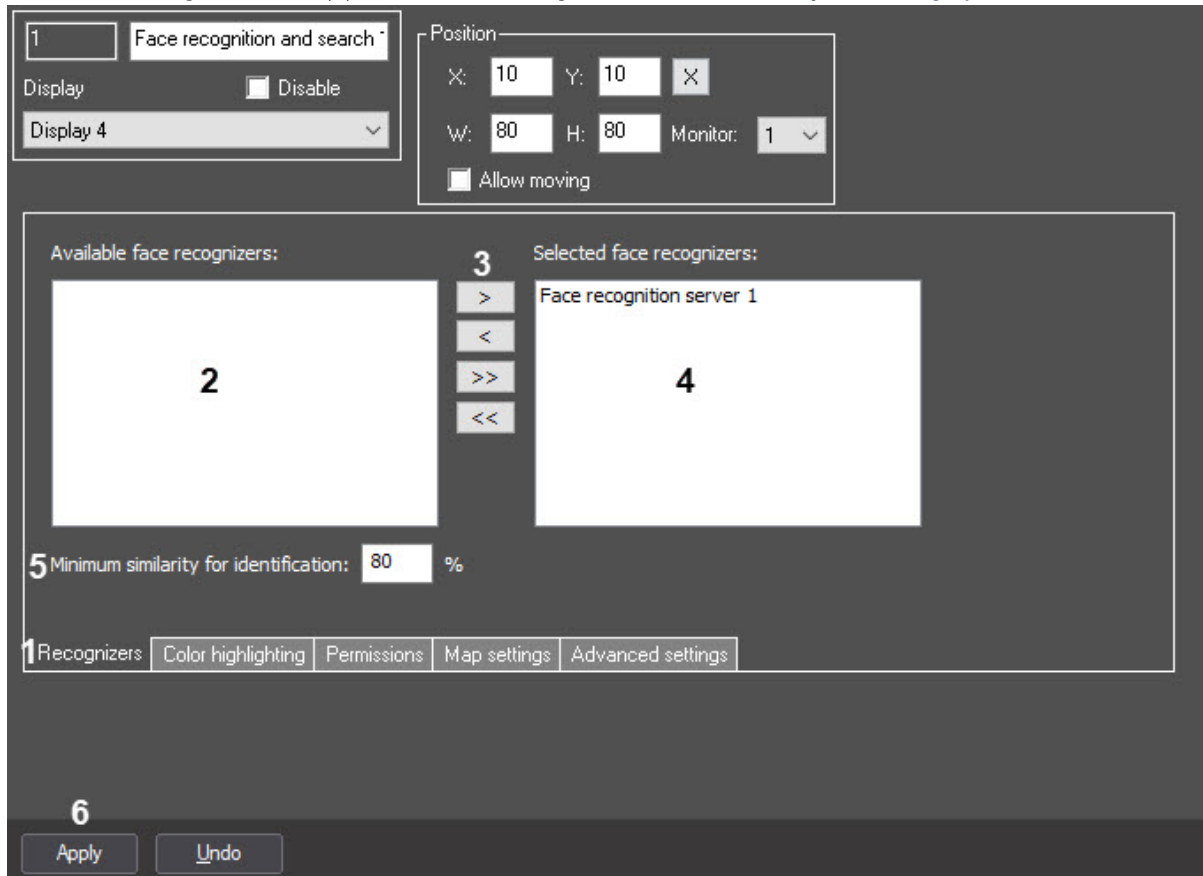 1 Face recognition and search
Display Disable
Display 4
Position
X: 10 Y: 10 X
W: 80 H: 80 Monitor: 1
Allow moving
Available face recognizers:
3
Selected face recognizers:
>
<
>>
<<
Face recognition server 1
2
4
5 Minimum similarity for identification: 80 %
1 Recognizers Color highlighting Permissions Map settings Advanced settings
6
Apply Undo